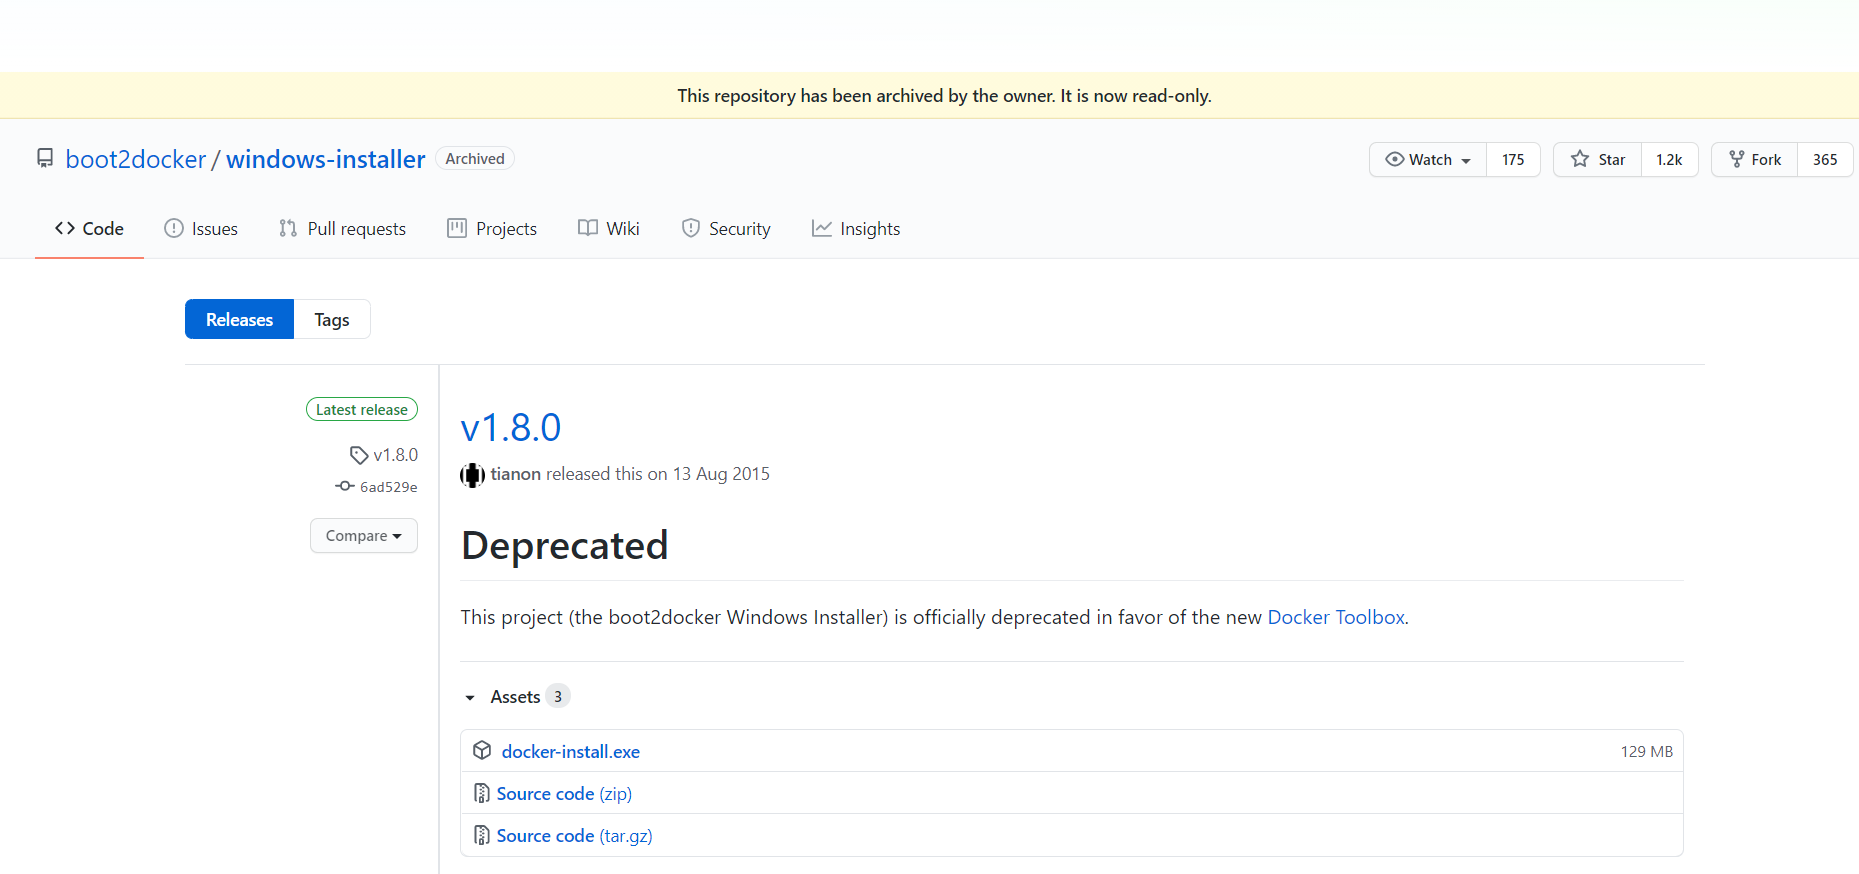 This repository has been archived by the owner. It is now read-only.
boot2docker / windows-installer Archived
Watch 175 Star 1.2k Fork 365
Code Issues Pull requests Projects Wiki Security Insights
Releases Tags
Latest release
v1.8.0
6ad529e
Compare
v1.8.0
tianon released this on 13 Aug 2015
Deprecated
This project (the boot2docker Windows Installer) is officially deprecated in favor of the new Docker Toolbox.
Assets 3
docker-install.exe 129 MB
Source code (zip)
Source code (tar.gz)